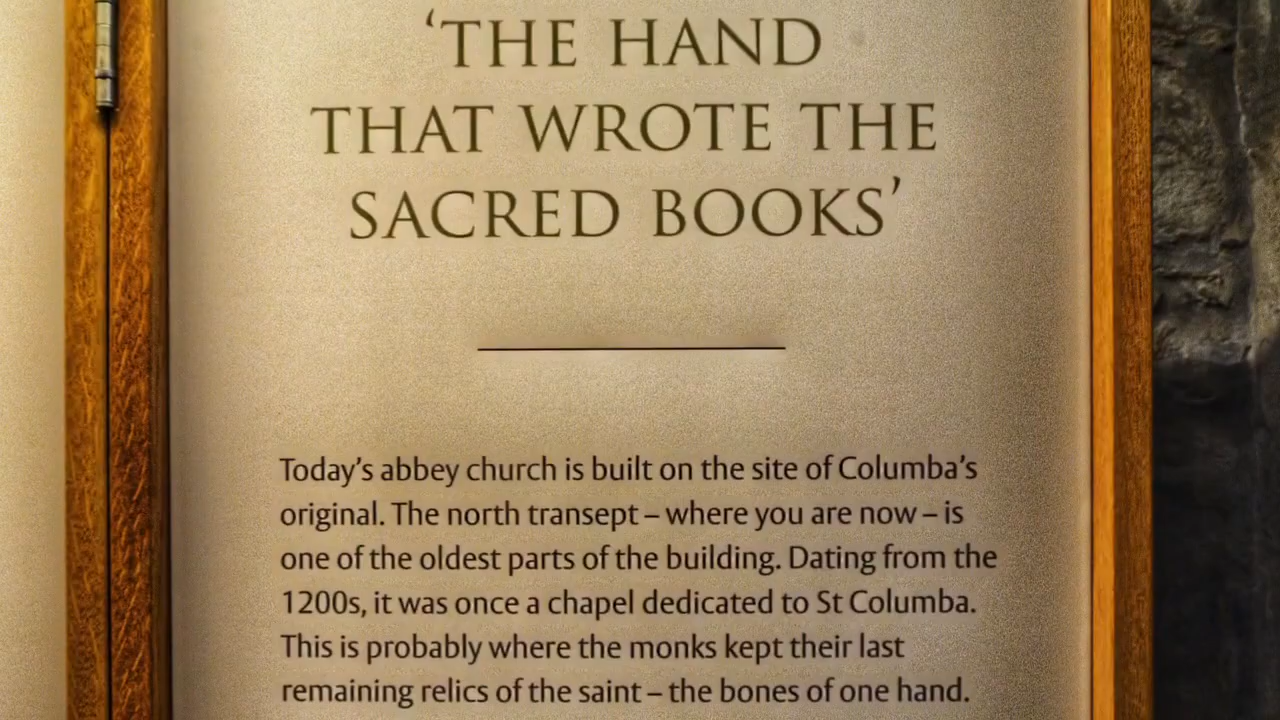 ‘THE HAND
THAT WROTE THE
SACRED BOOKS’
Today’s abbey church is built on the site of Columba’s
original. The north transept – where you are now – is
one of the oldest parts of the building. Dating from the
1200s, it was once a chapel dedicated to St Columba.
This is probably where the monks kept their last
remaining relics of the saint – the bones of one hand.